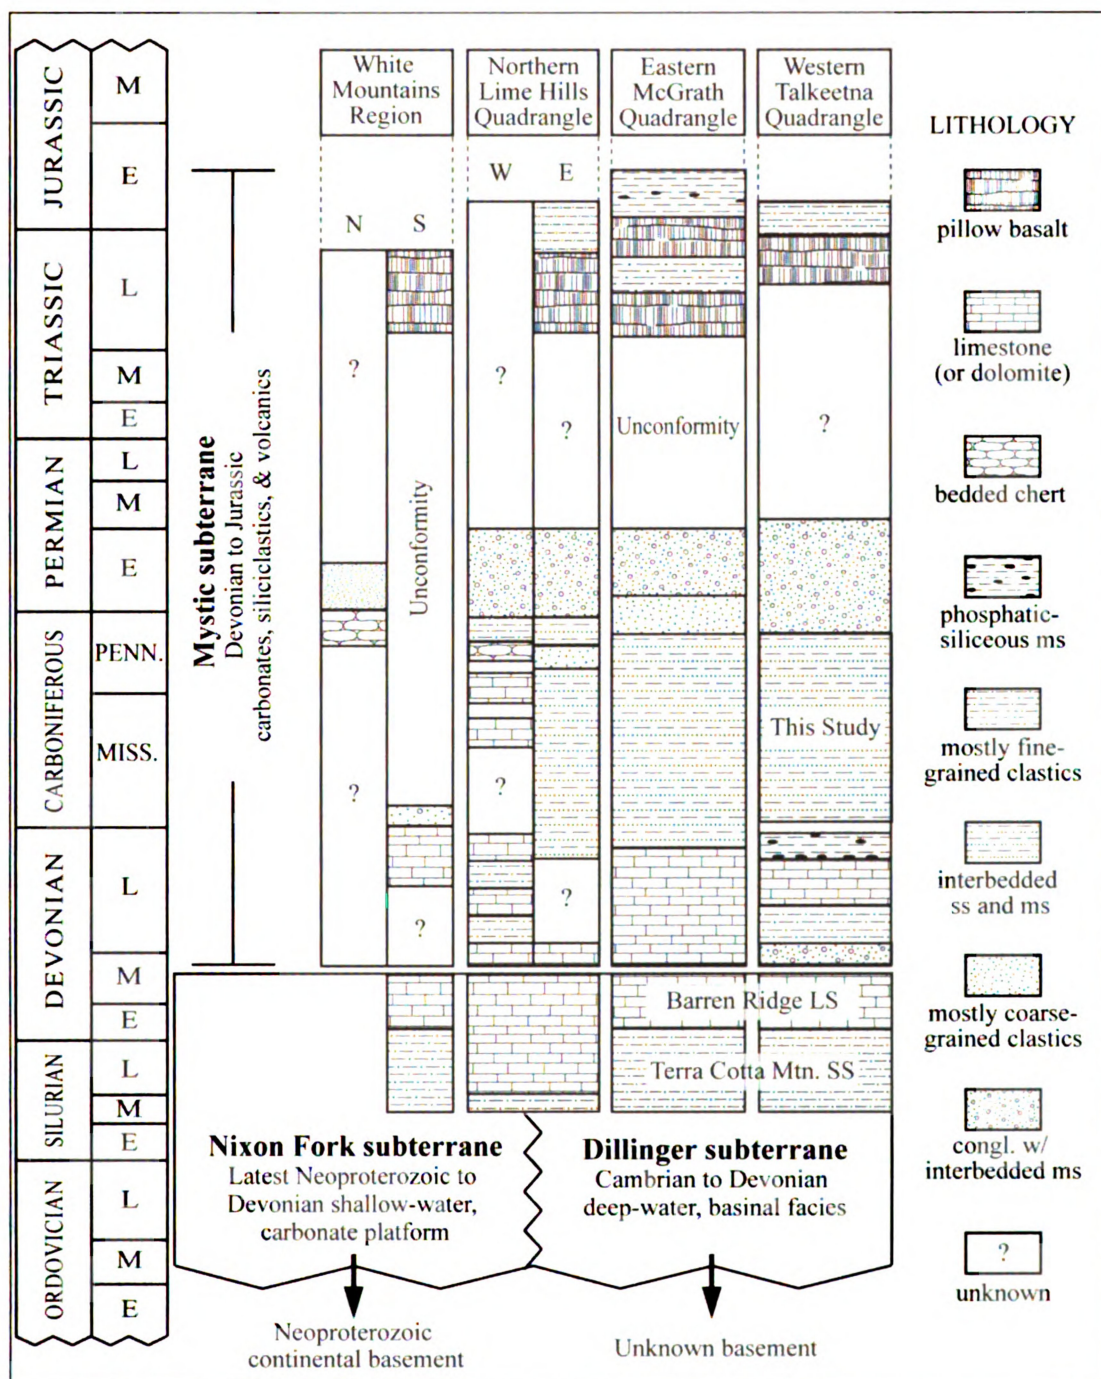 White
Mountains
Region
Northern
Lime Hills
Quadrangle
Eastern
McGrath
Quadrangle
Western
Talkeetna
Quadrangle
JURASSIC
M
E
TRIASSIC
L
M
E
PERMIAN
L
M
E
CARBONIFEROUS
PENN.
MISS.
DEVONIAN
L
M
E
SILURIAN
L
M
E
ORDOVICIAN
L
M
E
Mystic subterrane
Devonian to Jurassic
carbonates, siliciclastics, & volcanics
N
S
W
E
?
?
Unconformity
?
?
?
?
?
Unconformity
?
This Study
Barren Ridge LS
Terra Cotta Mtn. SS
Nixon Fork subterrane
Latest Neoproterozoic to
Devonian shallow-water,
carbonate platform
Dillinger subterrane
Cambrian to Devonian
deep-water, basinal facies
Neoproterozoic
continental basement
Unknown basement
LITHOLOGY
pillow basalt
limestone
(or dolomite)
bedded chert
phosphatic-
siliceous ms
mostly fine-
grained clastics
interbedded
ss and ms
mostly coarse-
grained clastics
congl. w/
interbedded ms
?
unknown